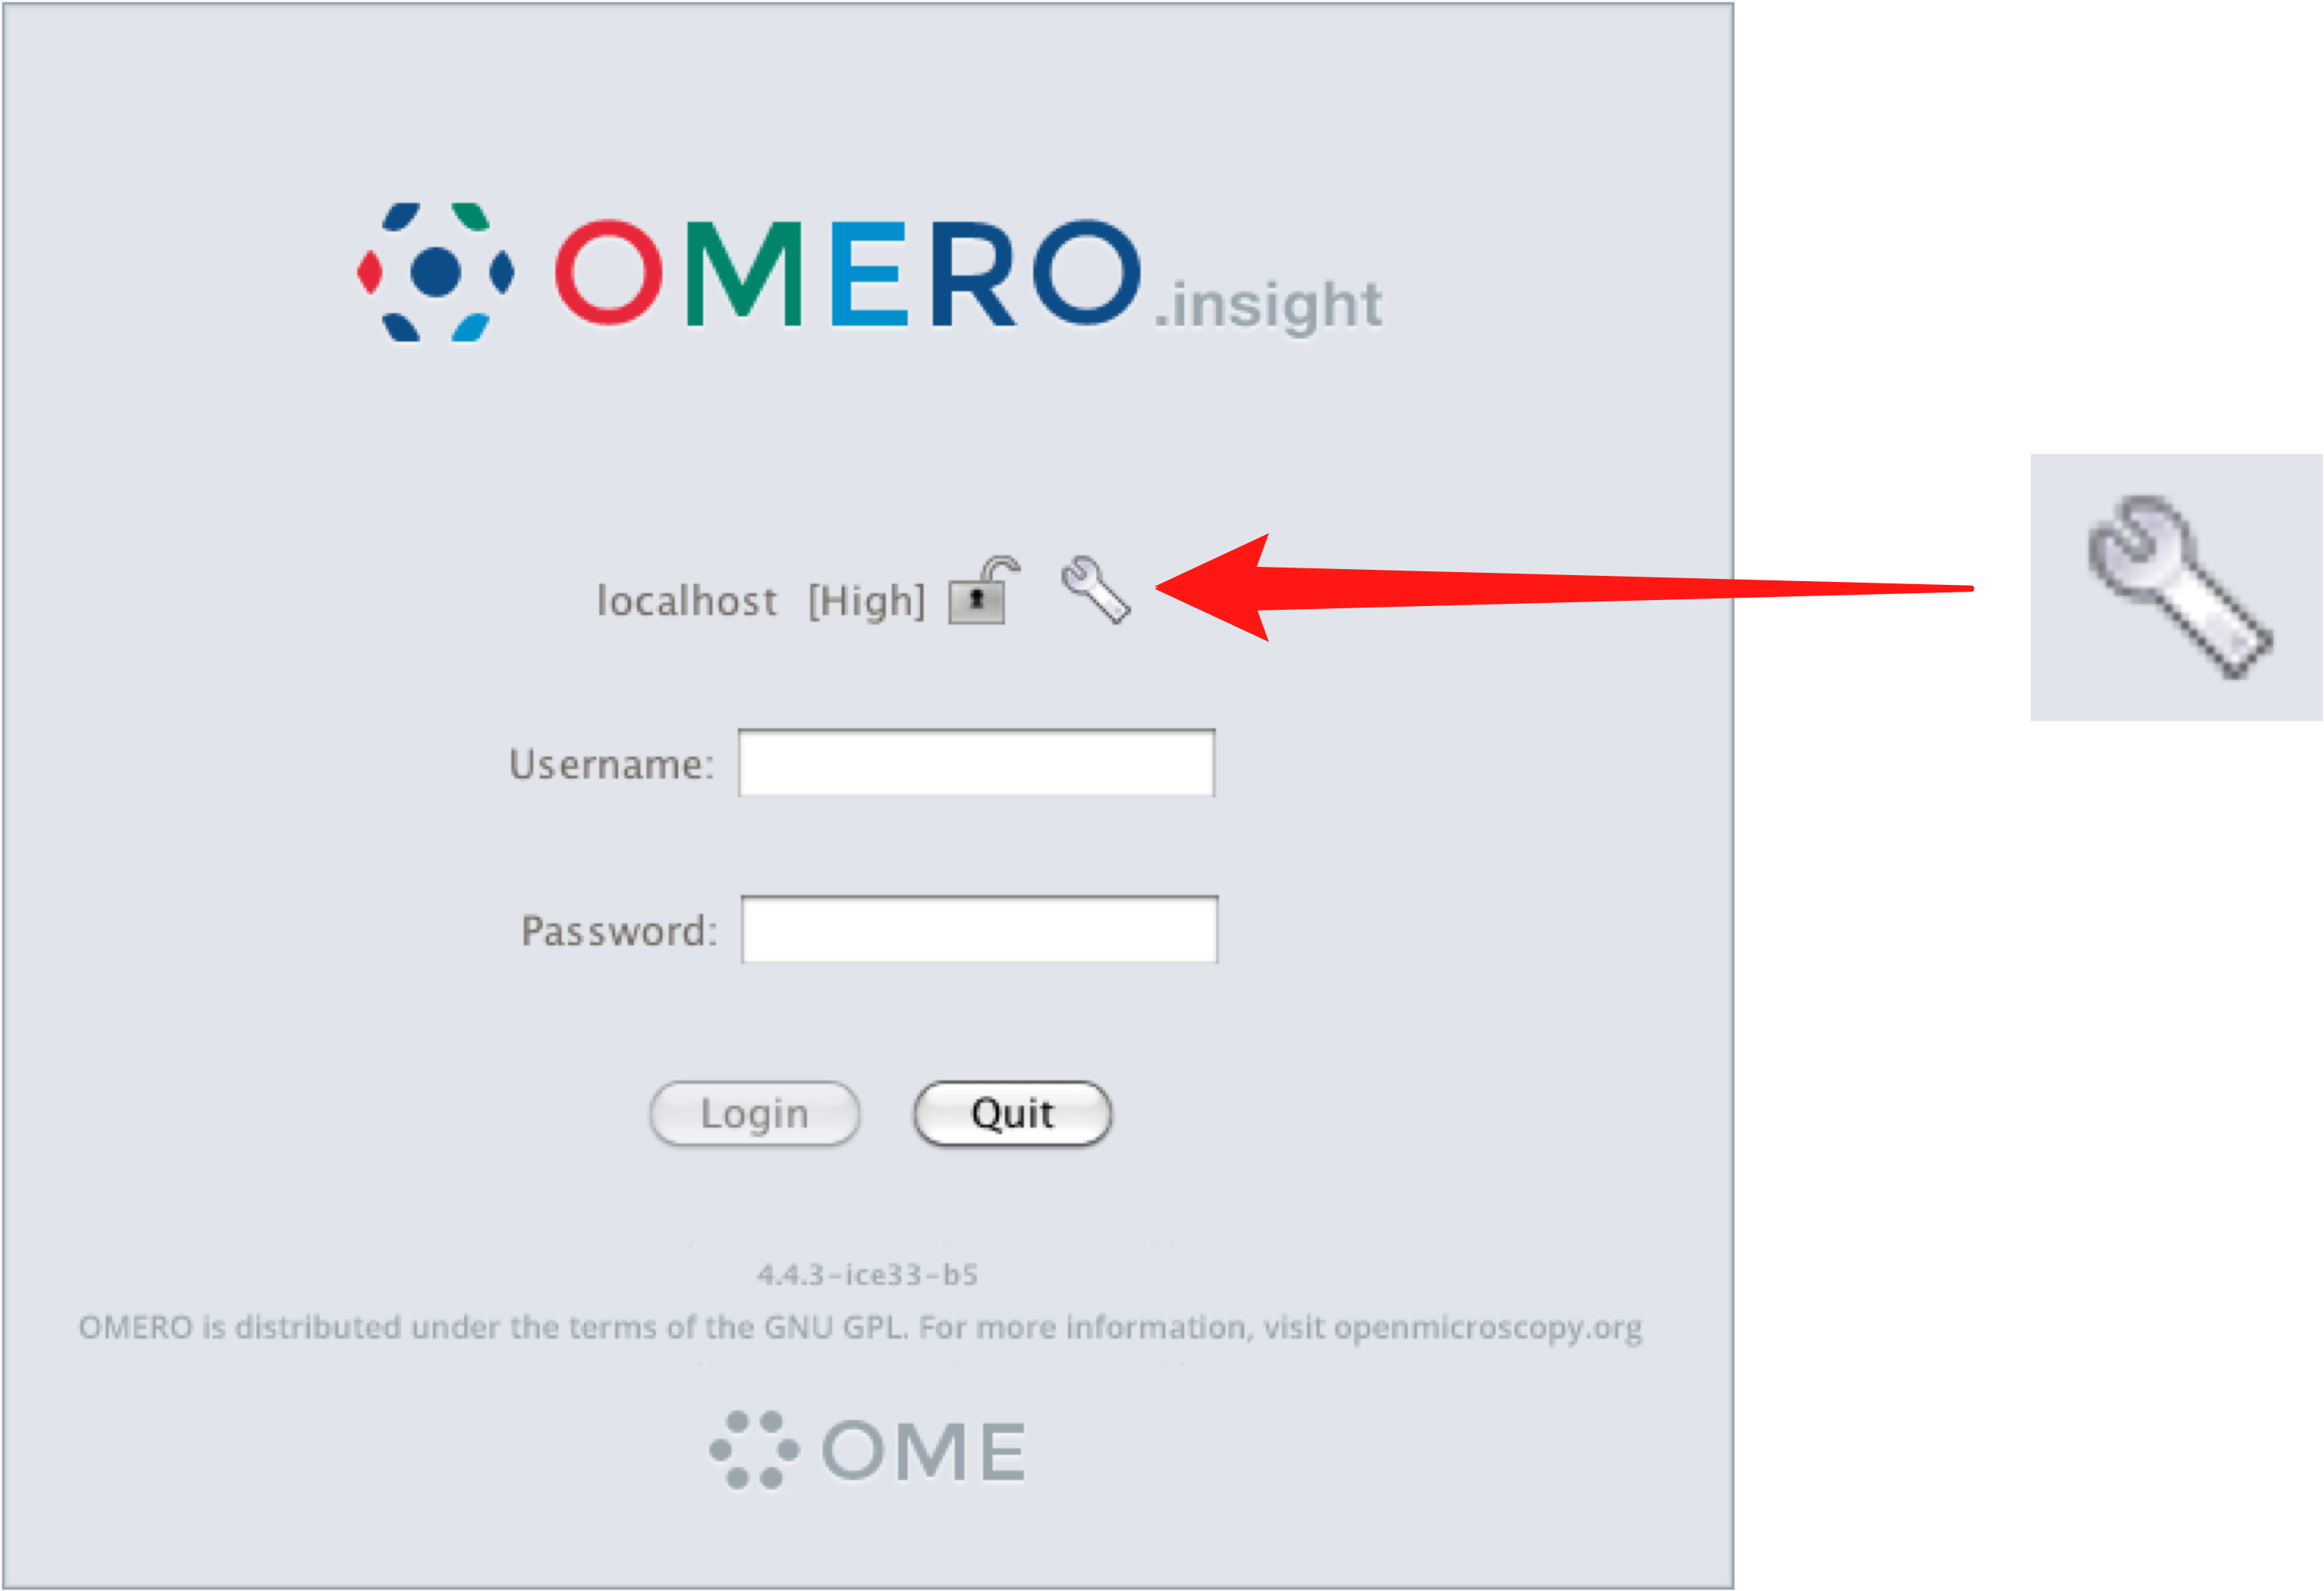 OMERO.insight
localhost [High]
Username:
Password:
Login Quit
4.4.3-ice33-b5
OMERO is distributed under the terms of the GNU GPL. For more information, visit openmicroscopy.org
OME